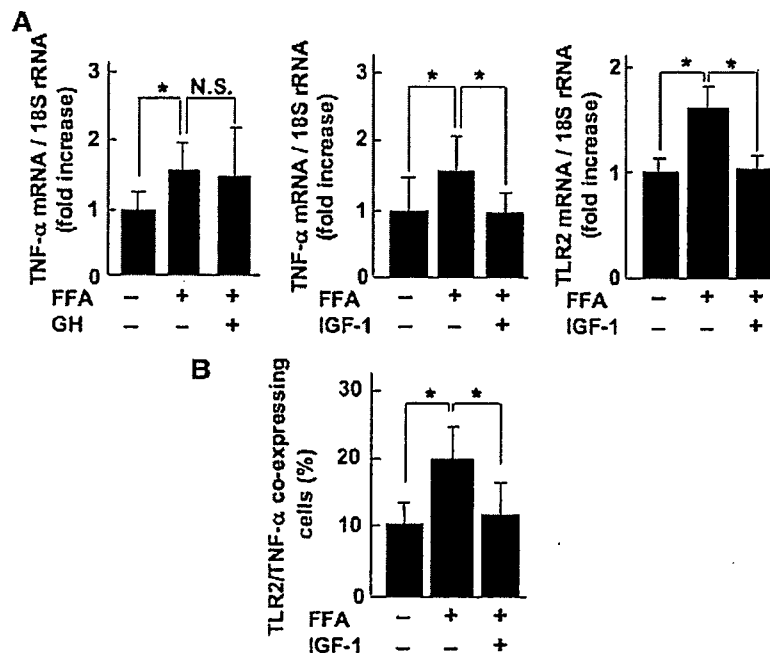 A
TNF-α mRNA / 18S rRNA
(fold increase)
3
2
1
0
*
N.S.
FFA – + +
GH – – +
TNF-α mRNA / 18S rRNA
(fold increase)
3
2
1
0
*
*
FFA – + +
IGF-1 – – +
TLR2 mRNA / 18S rRNA
(fold increase)
2
1
0
*
*
FFA – + +
IGF-1 – – +
B
TLR2/TNF-α co-expressing
cells (%)
30
20
10
0
*
*
FFA – + +
IGF-1 – – +